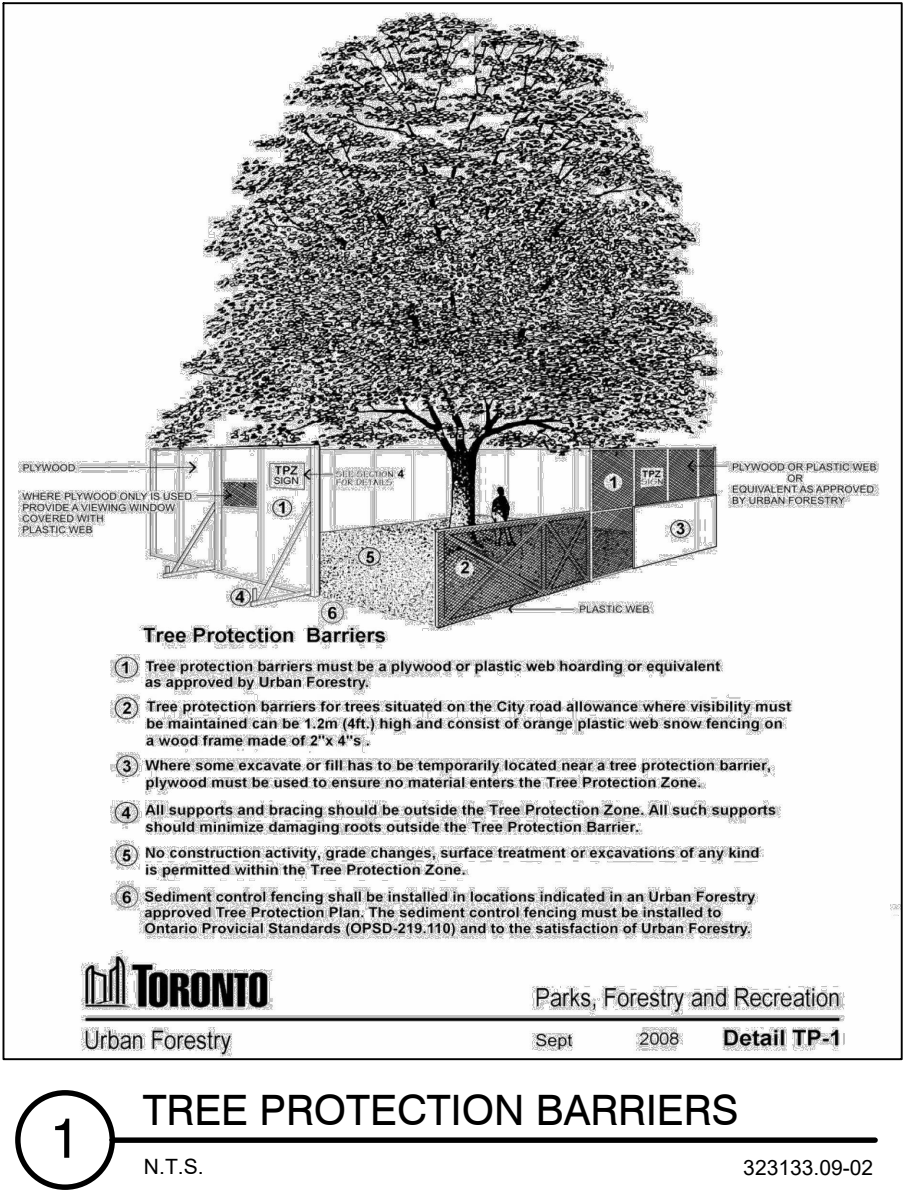 PLYWOOD
WHERE PLYWOOD ONLY IS USED
PROVIDE A VIEWING WINDOW
COVERED WITH
PLASTIC WEB
TPZ
SIGN
SEE SECTION 4
FOR DETAILS
1
1
TPZ
SIGN
PLYWOOD OR PLASTIC WEB
OR
EQUIVALENT AS APPROVED
BY URBAN FORESTRY
3
5
2
4
6
PLASTIC WEB
Tree Protection Barriers
1 Tree protection barriers must be a plywood or plastic web hoarding or equivalent
as approved by Urban Forestry.
2 Tree protection barriers for trees situated on the City road allowance where visibility must
be maintained can be 1.2m (4ft.) high and consist of orange plastic web snow fencing on
a wood frame made of 2"x 4"s .
3 Where some excavate or fill has to be temporarily located near a tree protection barrier,
plywood must be used to ensure no material enters the Tree Protection Zone.
4 All supports and bracing should be outside the Tree Protection Zone. All such supports
should minimize damaging roots outside the Tree Protection Barrier.
5 No construction activity, grade changes, surface treatment or excavations of any kind
is permitted within the Tree Protection Zone.
6 Sediment control fencing shall be installed in locations indicated in an Urban Forestry
approved Tree Protection Plan. The sediment control fencing must be installed to
Ontario Provicial Standards (OPSD-219.110) and to the satisfaction of Urban Forestry.
TORONTO
Parks, Forestry and Recreation
Urban Forestry
Sept 2008 Detail TP-1
1
TREE PROTECTION BARRIERS
N.T.S.
323133.09-02